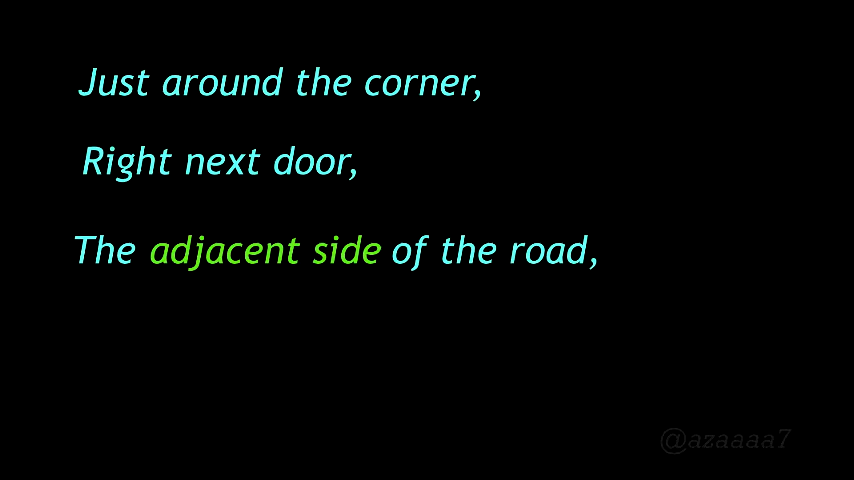 Just around the corner,
Right next door,
The adjacent side of the road,
@azaaaa7